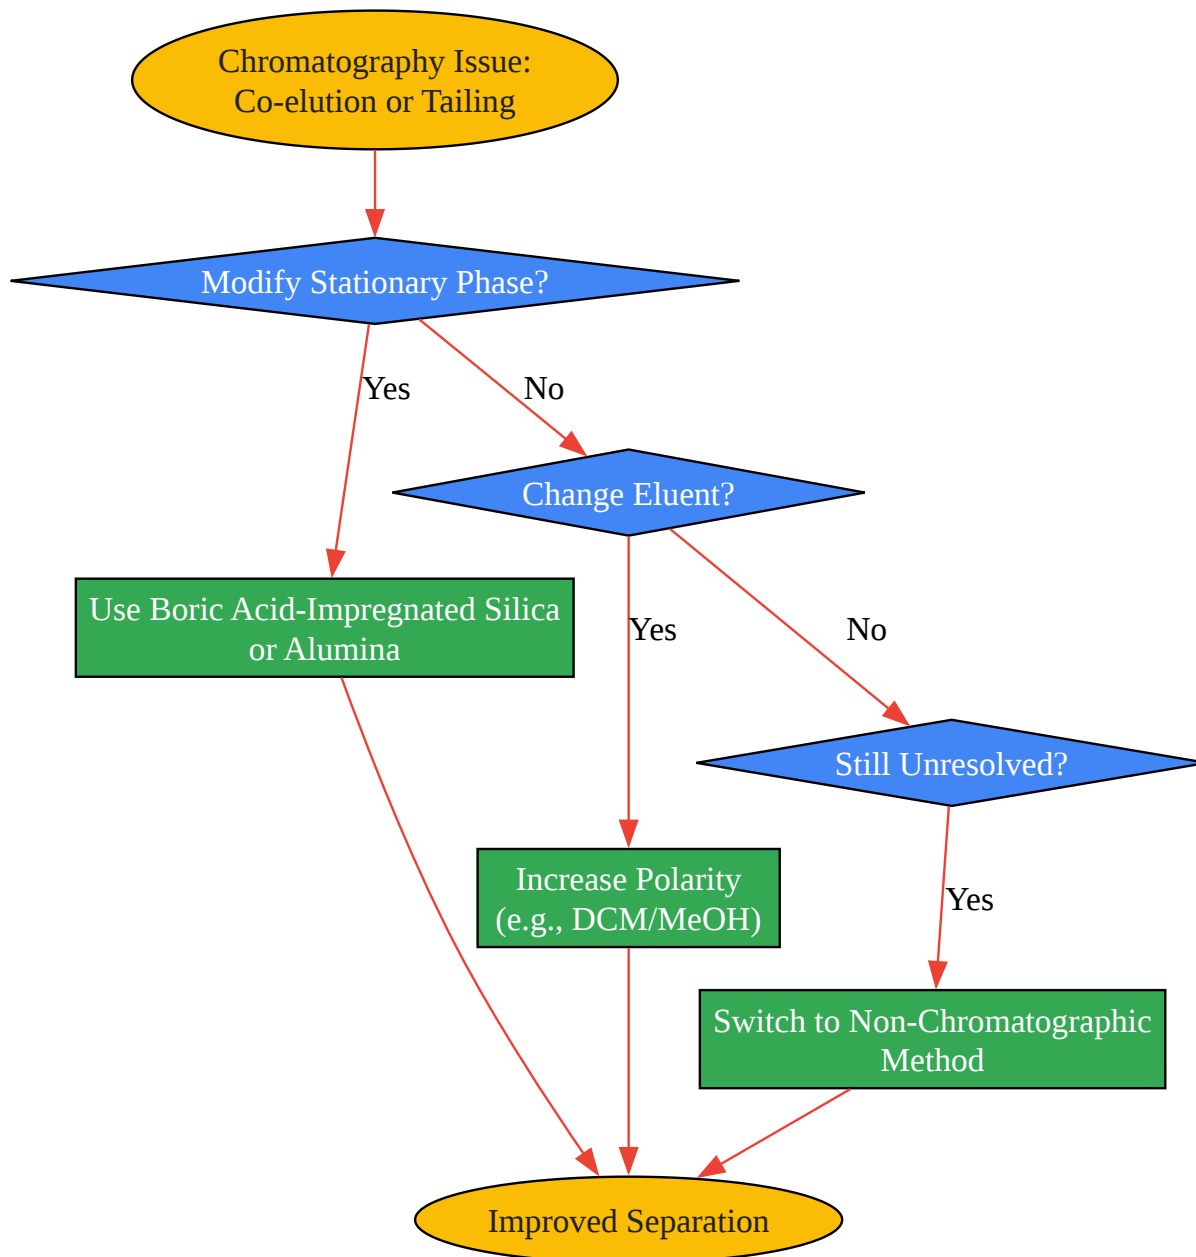 Chromatography Issue:
Co-elution or Tailing
Modify Stationary Phase?
Yes
No
Change Eluent?
Use Boric Acid-Impregnated Silica
or Alumina
Yes
No
Still Unresolved?
Increase Polarity
(e.g., DCM/MeOH)
Yes
Switch to Non-Chromatographic
Method
Improved Separation